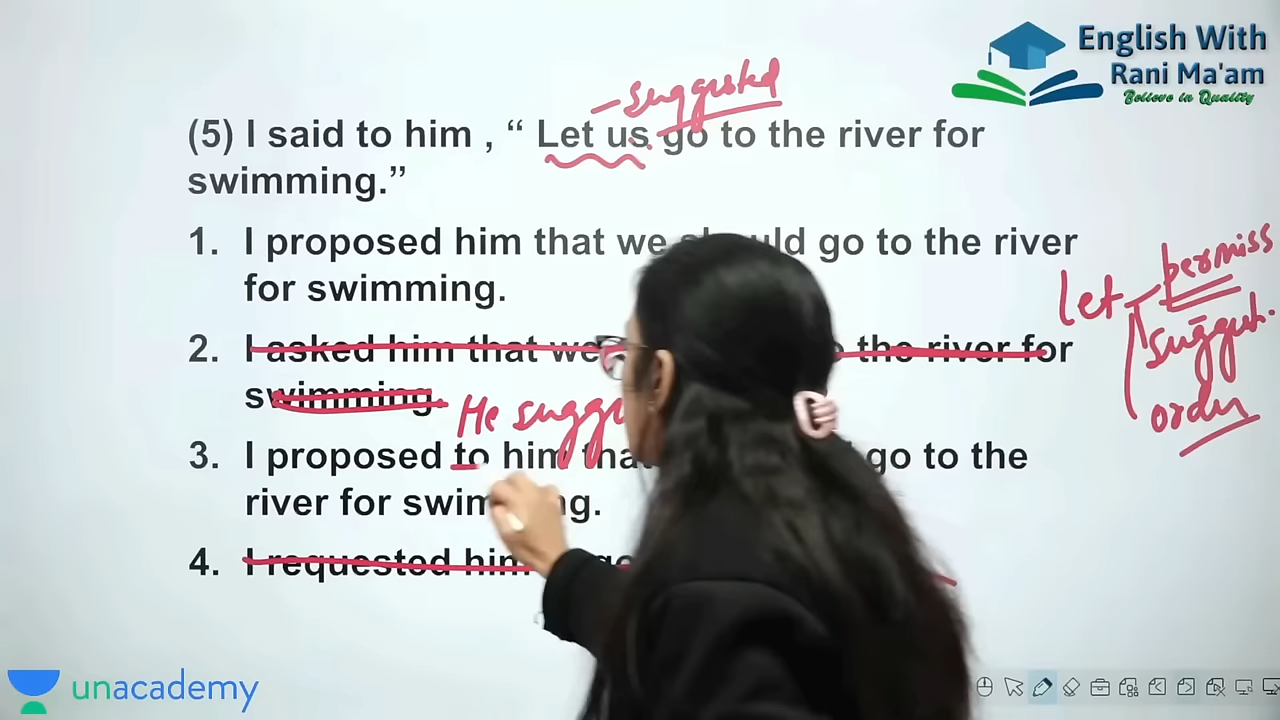 English With
Rani Ma'am
Believe in Quality
– suggested
(5) I said to him , “ Let us go to the river for
swimming.”
1. I proposed him that we should go to the river
for swimming.
2. I asked him that we the river for
swimming.
He
3. I proposed to him that go to the
river for swimming.
4. I requested him
let
permiss
suggest.
order
unacademy